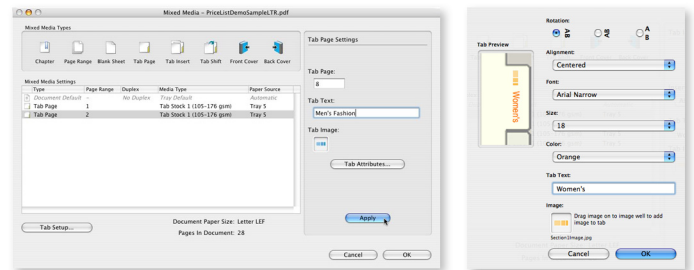 Mixed Media – PriceListDemoSampleLTR.pdf
Mixed Media Types
Chapter
Page Range
Blank Sheet
Tab Page
Tab Insert
Tab Shift
Front Cover
Back Cover
Mixed Media Settings
Type Page Range Duplex Media Type Paper Source
Document Default – No Duplex Tray Default Automatic
Tab Page 1 Tab Stock 1 (105-176 gsm) Tray 5
Tab Page 2 Tab Stock 1 (105-176 gsm) Tray 5
Tab Setup...
Document Paper Size: Letter LEF
Pages In Document: 28
Tab Page Settings
Tab Page:
8
Tab Text:
Men's Fashion
Tab Image:
Tab Attributes...
Apply
Cancel
OK
Tab Preview
Women's
Rotation:
AB
AB
A
B
Alignment:
Centered
Font:
Arial Narrow
Size:
18
Color:
Orange
Tab Text:
Women's
Image:
Drag image on to image well to add
image to tab
Section1Image.jpg
Cancel
OK